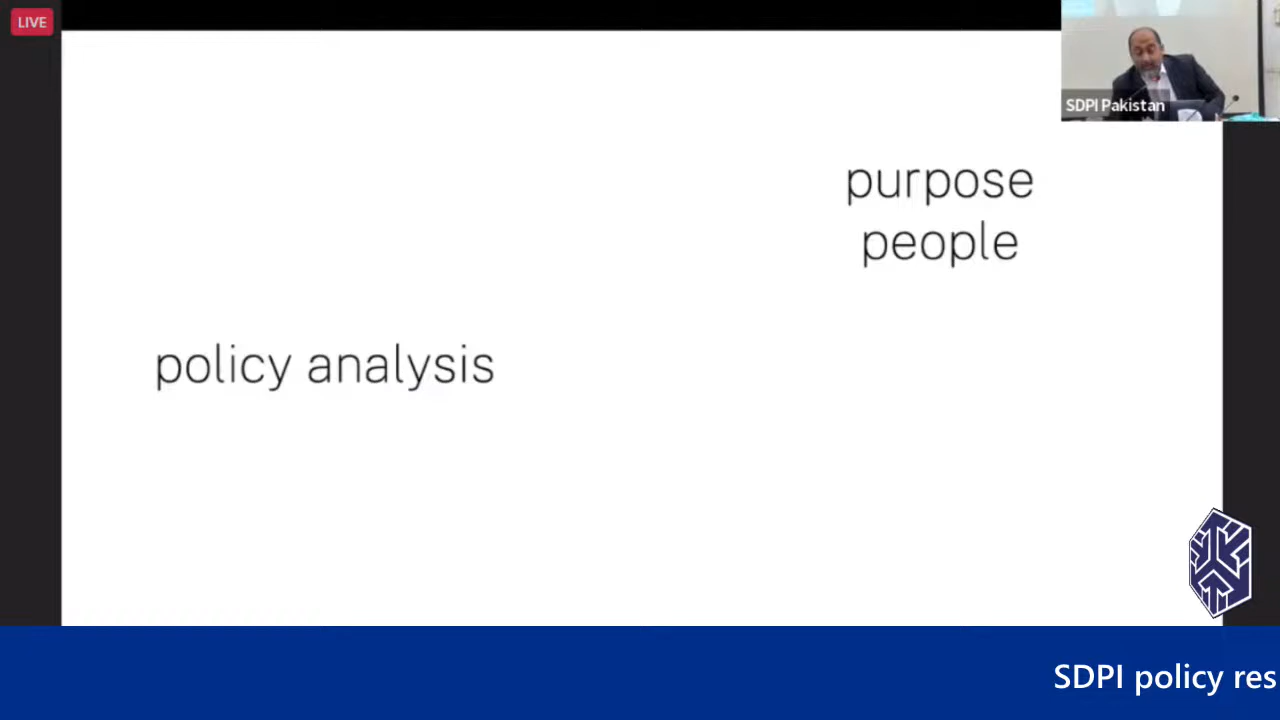 LIVE
SDPI Pakistan
purpose
people
policy analysis
SDPI policy res